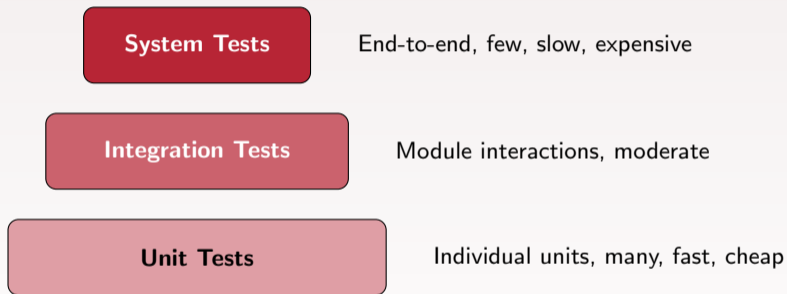 System Tests End-to-end, few, slow, expensive
Integration Tests Module interactions, moderate
Unit Tests Individual units, many, fast, cheap